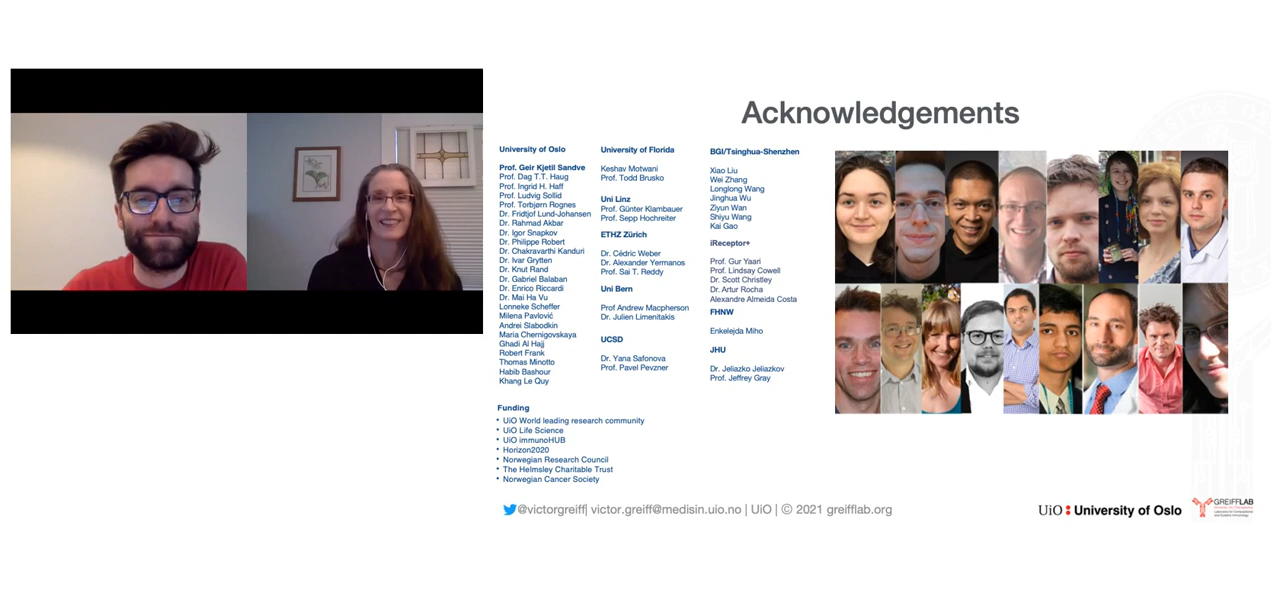 Acknowledgements
University of Oslo
Prof. Geir Kjetil Sandve
Prof. Dag T.T. Haug
Prof. Ingrid H. Haff
Prof. Ludvig Sollid
Prof. Torbjørn Rognes
Dr. Fridtjof Lund-Johansen
Dr. Rahmad Akbar
Dr. Igor Snapkov
Dr. Philippe Robert
Dr. Chakravarthi Kanduri
Dr. Ivar Grytten
Dr. Knut Rand
Dr. Gabriel Balaban
Dr. Enrico Riccardi
Dr. Mai Ha Vu
Lonneke Scheffer
Milena Pavlović
Andrei Slabodkin
Maria Chernigovskaya
Ghadi Al Hajj
Robert Frank
Thomas Minotto
Habib Bashour
Khang Le Quy
University of Florida
Keshav Motwani
Prof. Todd Brusko
Uni Linz
Prof. Günter Klambauer
Prof. Sepp Hochreiter
ETHZ Zürich
Dr. Cédric Weber
Dr. Alexander Yermanos
Prof. Sai T. Reddy
Uni Bern
Prof Andrew Macpherson
Dr. Julien Limenitakis
UCSD
Dr. Yana Safonova
Prof. Pavel Pevzner
BGI/Tsinghua-Shenzhen
Xiao Liu
Wei Zhang
Longlong Wang
Jinghua Wu
Ziyun Wan
Shiyu Wang
Kai Gao
iReceptor+
Prof. Gur Yaari
Prof. Lindsay Cowell
Dr. Scott Christley
Dr. Artur Rocha
Alexandre Almeida Costa
FHNW
Enkelejda Miho
JHU
Dr. Jeliazko Jeliazkov
Prof. Jeffrey Gray
Funding
• UiO World leading research community
• UiO Life Science
• UiO immunoHUB
• Horizon2020
• Norwegian Research Council
• The Helmsley Charitable Trust
• Norwegian Cancer Society
@victorgreiff| victor.greiff@medisin.uio.no | UiO | © 2021 greifflab.org
UiO : University of Oslo
GREIFFLAB